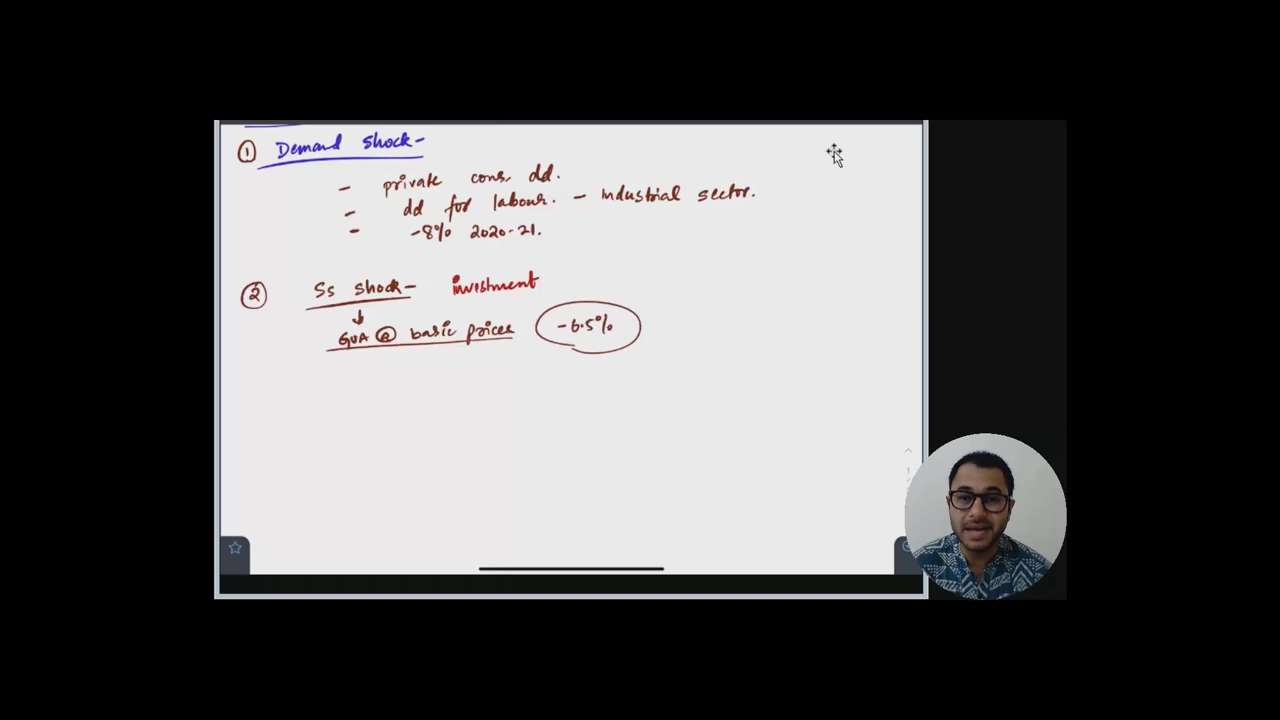 ① Demand Shock-
- private cons. dd.
- dd for labour. - Industrial sector.
- -8% 2020-21.
② Ss shock- investment
↓
GVA @ basic prices -6.5%